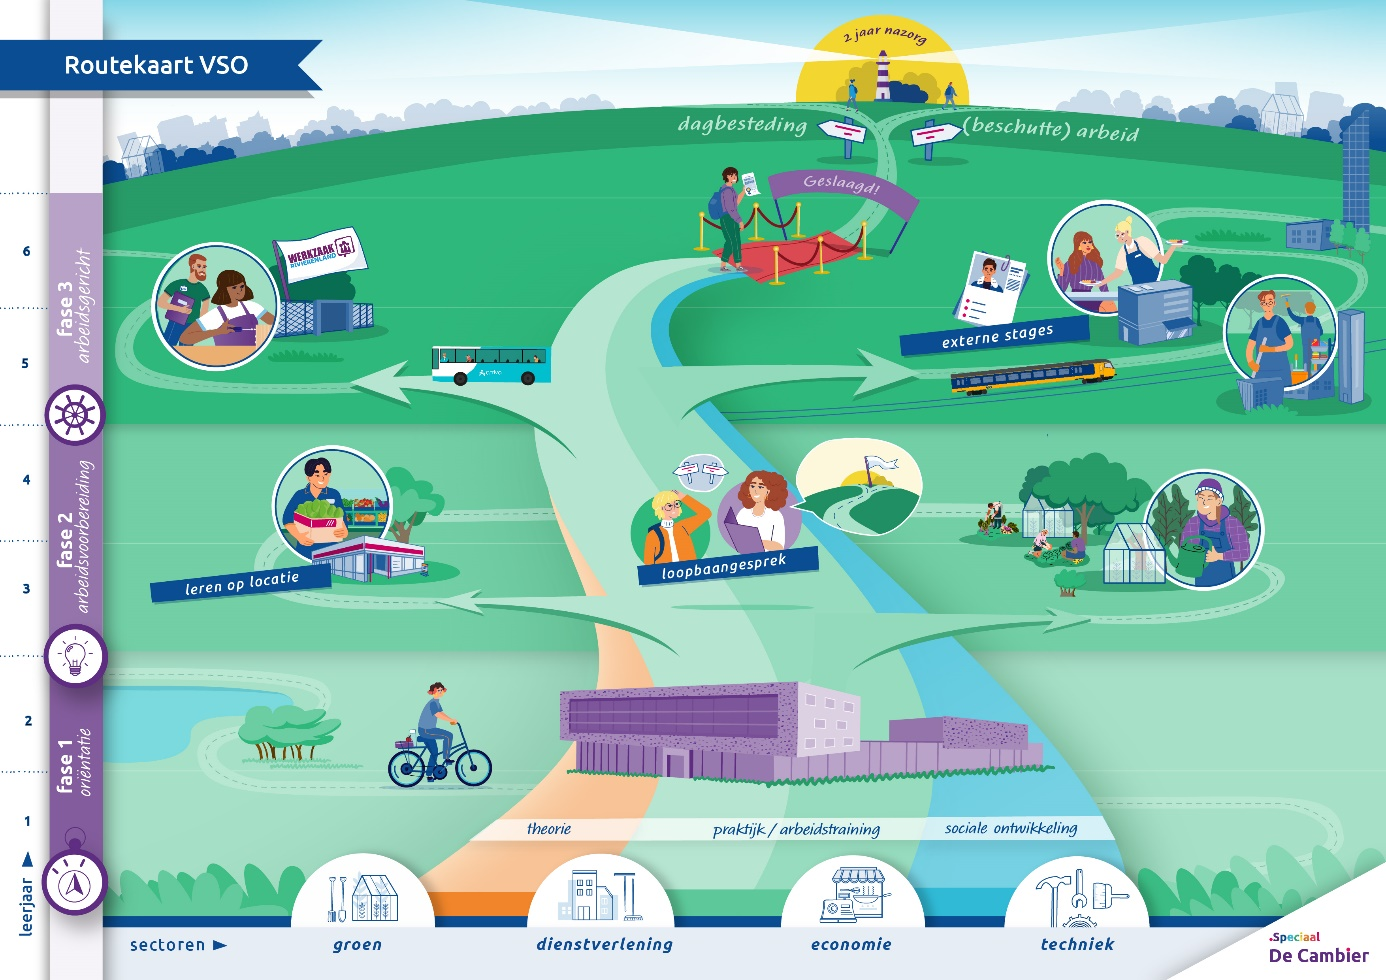 Routekaart VSO
2 jaar nazorg
dagbesteding
(beschutte) arbeid
Geslaagd!
WERKZAAK
RIVIERENLAND
externe stages
Arriva
leren op locatie
loopbaangesprek
6
5
4
3
2
1
leerjaar
fase 3
arbeidsgericht
fase 2
arbeidsvoorbereiding
fase 1
oriëntatie
theorie
praktijk / arbeidstraining
sociale ontwikkeling
sectoren
groen
dienstverlening
economie
techniek
.Speciaal
De Cambier